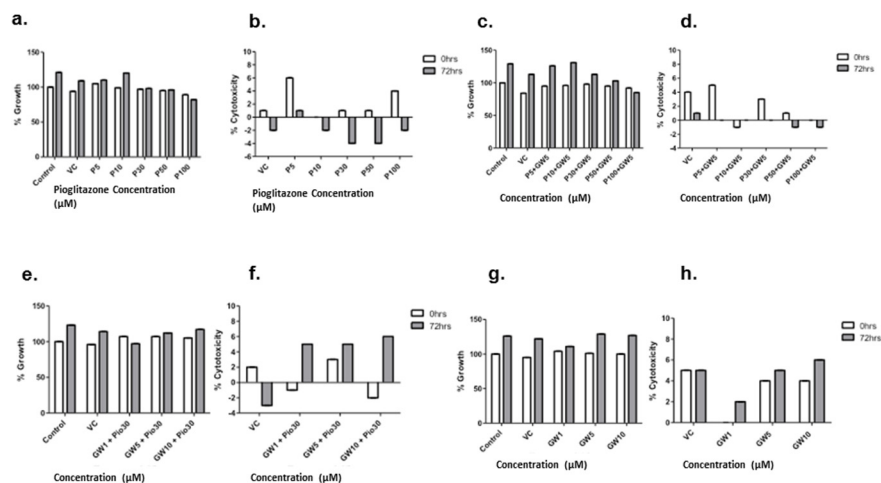 a.
150
100
50
0
% Growth
Control
VC
P5
P10
P30
P50
P100
Pioglitazone Concentration
(µM)
b.
8
6
4
2
0
-2
-4
-6
% Cytotoxicity
VC
P5
P10
P30
P50
P100
Pioglitazone Concentration
(µM)
0hrs
72hrs
c.
150
100
50
0
% Growth
Control
VC
P5+GW5
P10+GW5
P30+GW5
P50+GW5
P100+GW5
Concentration (µM)
d.
8
6
4
2
0
-2
-4
% Cytotoxicity
VC
P5+GW5
P10+GW5
P30+GW5
P50+GW5
P100+GW5
Concentration (µM)
0hrs
72hrs
e.
150
100
50
0
% Growth
Control
VC
GW1 + Pio30
GW5 + Pio30
GW10 + Pio30
Concentration (µM)
f.
10
8
6
4
2
0
-2
-4
% Cytotoxicity
VC
GW1 + Pio30
GW5 + Pio30
GW10 + Pio30
Concentration (µM)
0hrs
72hrs
g.
150
100
50
0
% Growth
Control
VC
GW1
GW5
GW10
Concentration (µM)
h.
10
8
6
4
2
0
% Cytotoxicity
VC
GW1
GW5
GW10
Concentration (µM)
0hrs
72hrs